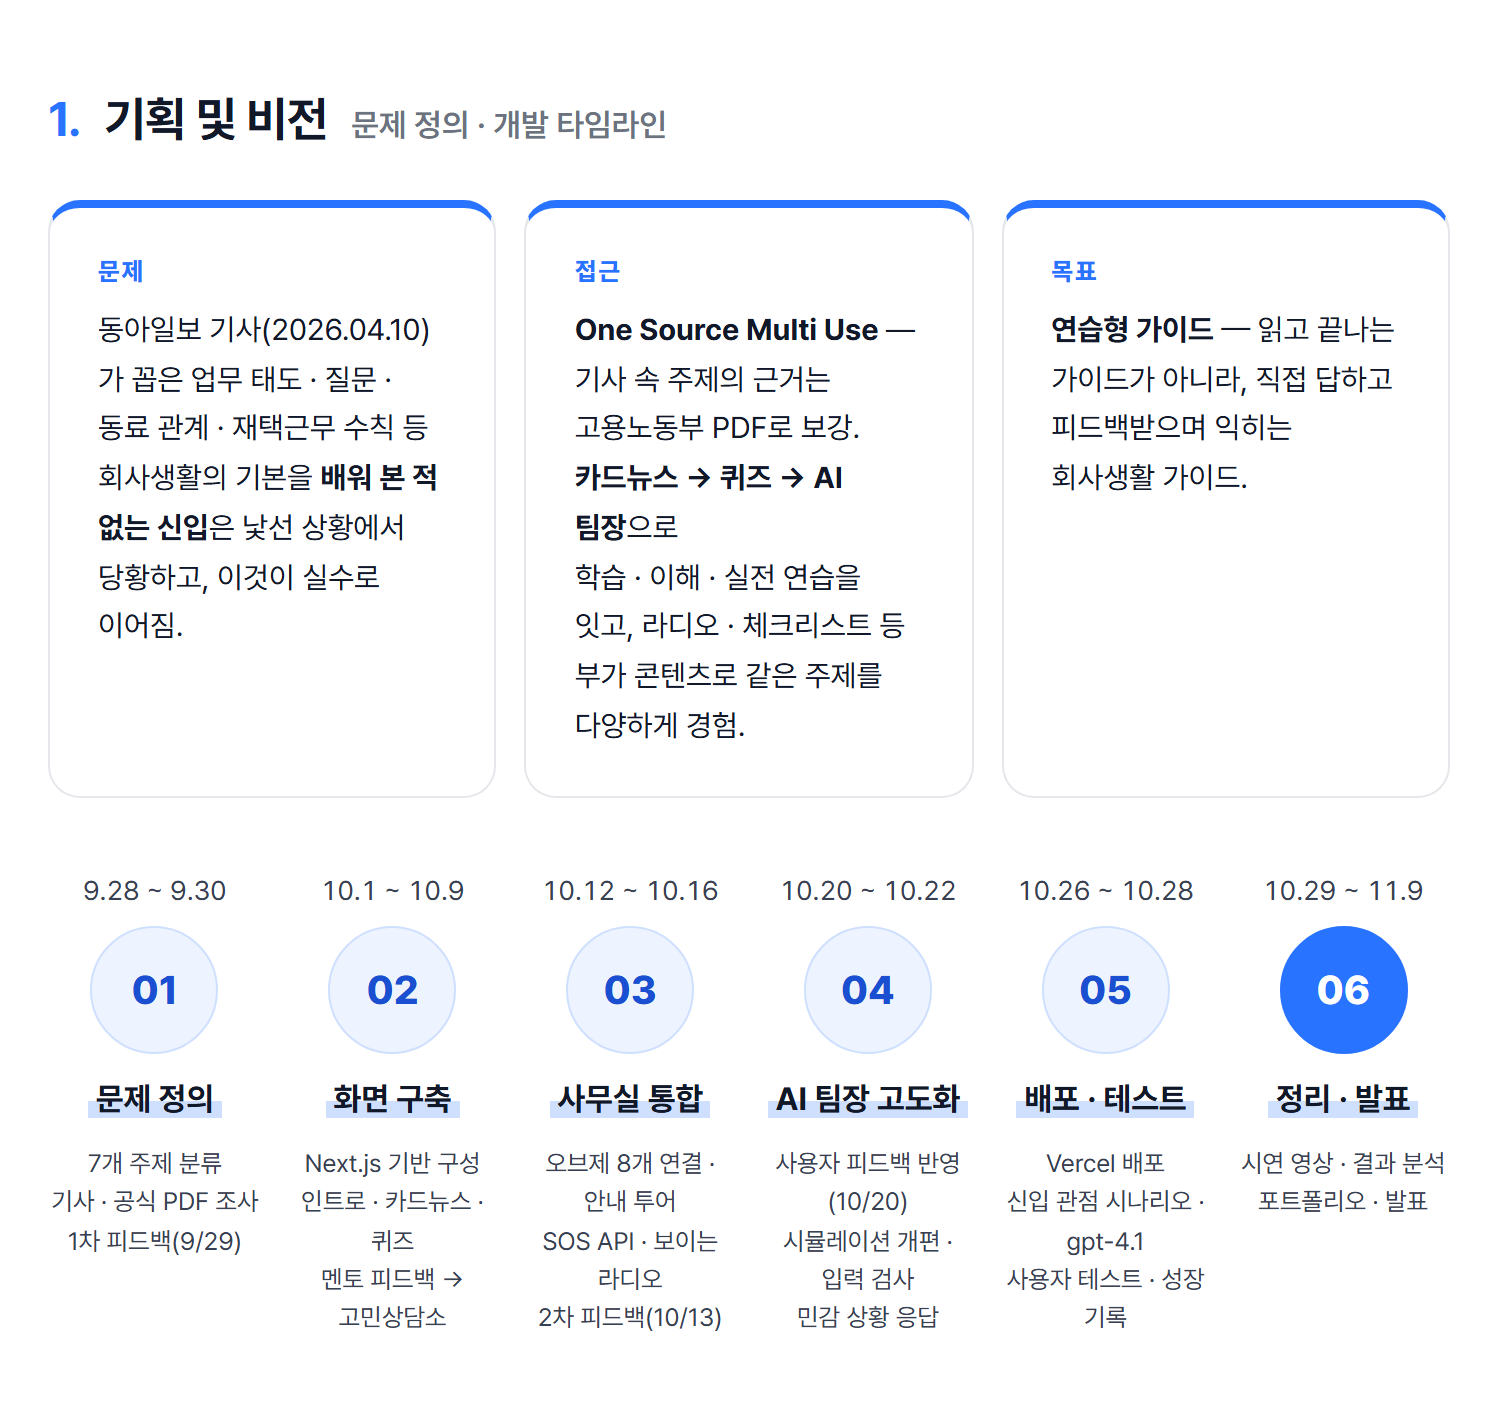 1. 기획 및 비전 문제 정의 · 개발 타임라인
문제
동아일보 기사(2026.04.10)
가 꼽은 업무 태도 · 질문 ·
동료 관계 · 재택근무 수칙 등
회사생활의 기본을 배워 본 적
없는 신입은 낯선 상황에서
당황하고, 이것이 실수로
이어짐.
접근
One Source Multi Use —
기사 속 주제의 근거는
고용노동부 PDF로 보강.
카드뉴스 → 퀴즈 → AI
팀장으로
학습 · 이해 · 실전 연습을
잇고, 라디오 · 체크리스트 등
부가 콘텐츠로 같은 주제를
다양하게 경험.
목표
연습형 가이드 — 읽고 끝나는
가이드가 아니라, 직접 답하고
피드백받으며 익히는
회사생활 가이드.
9.28 ~ 9.30
01
문제 정의
7개 주제 분류
기사 · 공식 PDF 조사
1차 피드백(9/29)
10.1 ~ 10.9
02
화면 구축
Next.js 기반 구성
인트로 · 카드뉴스 ·
퀴즈
멘토 피드백 →
고민상담소
10.12 ~ 10.16
03
사무실 통합
오브제 8개 연결 ·
안내 투어
SOS API · 보이는
라디오
2차 피드백(10/13)
10.20 ~ 10.22
04
AI 팀장 고도화
사용자 피드백 반영
(10/20)
시뮬레이션 개편 ·
입력 검사
민감 상황 응답
10.26 ~ 10.28
05
배포 · 테스트
Vercel 배포
신입 관점 시나리오 ·
gpt-4.1
사용자 테스트 · 성장
기록
10.29 ~ 11.9
06
정리 · 발표
시연 영상 · 결과 분석
포트폴리오 · 발표